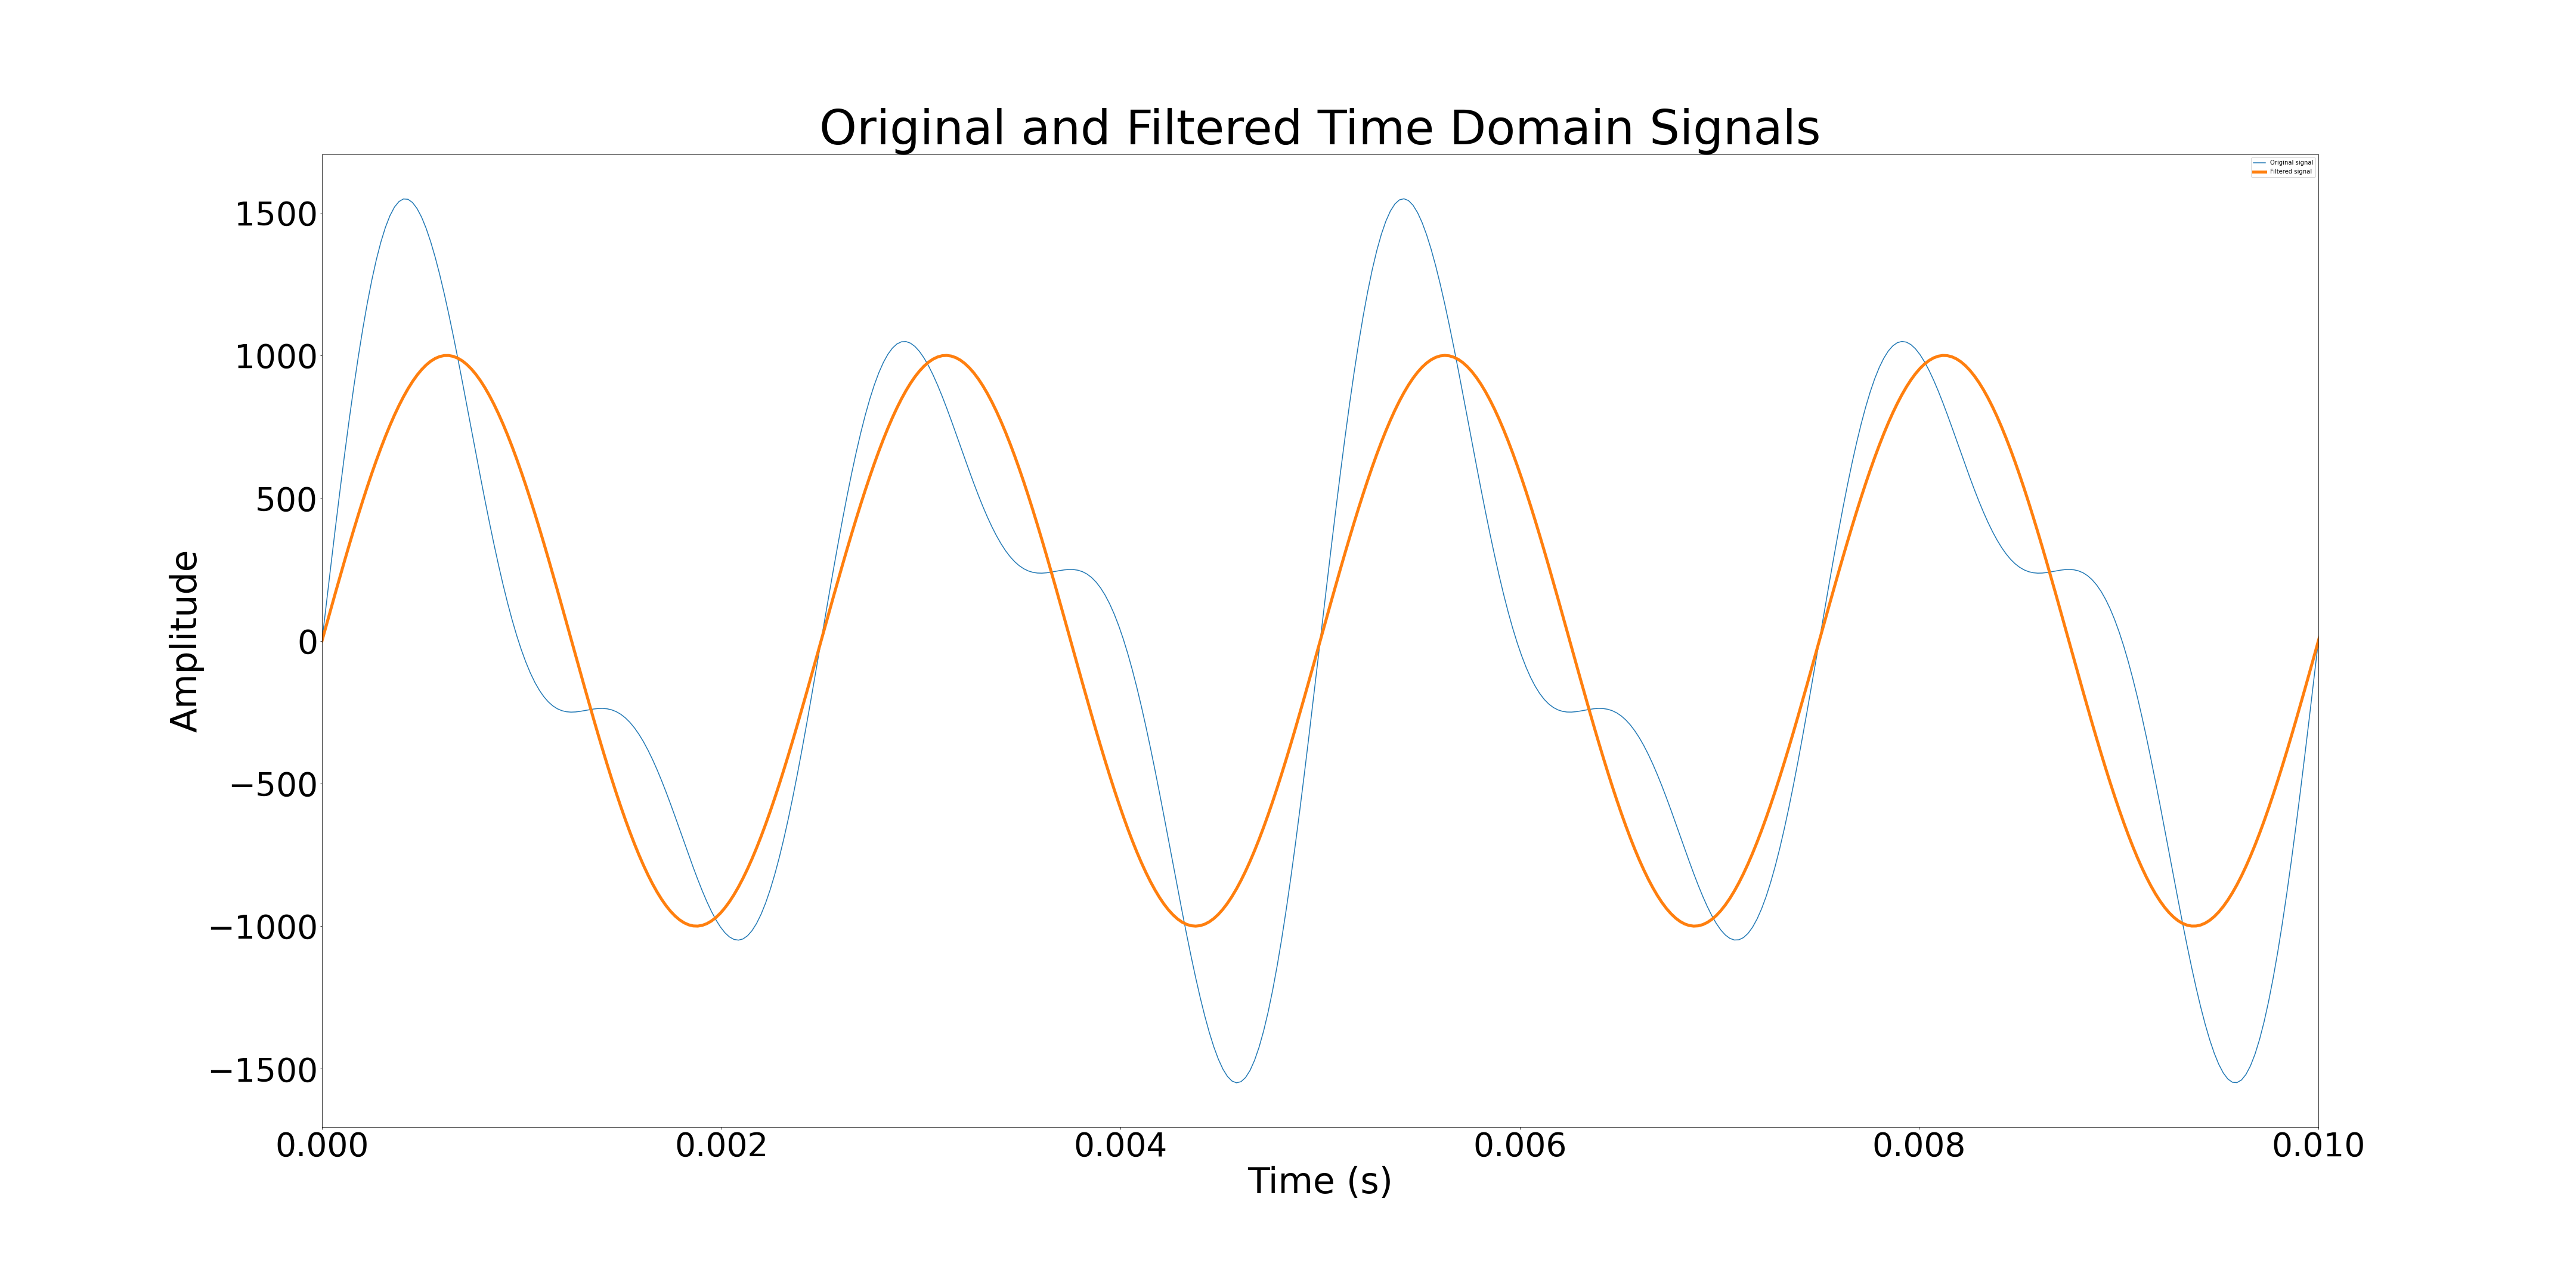 Original and Filtered Time Domain Signals
Original signal
Filtered signal
1500
1000
500
0
−500
−1000
−1500
Amplitude
0.000 0.002 0.004 0.006 0.008 0.010
Time (s)